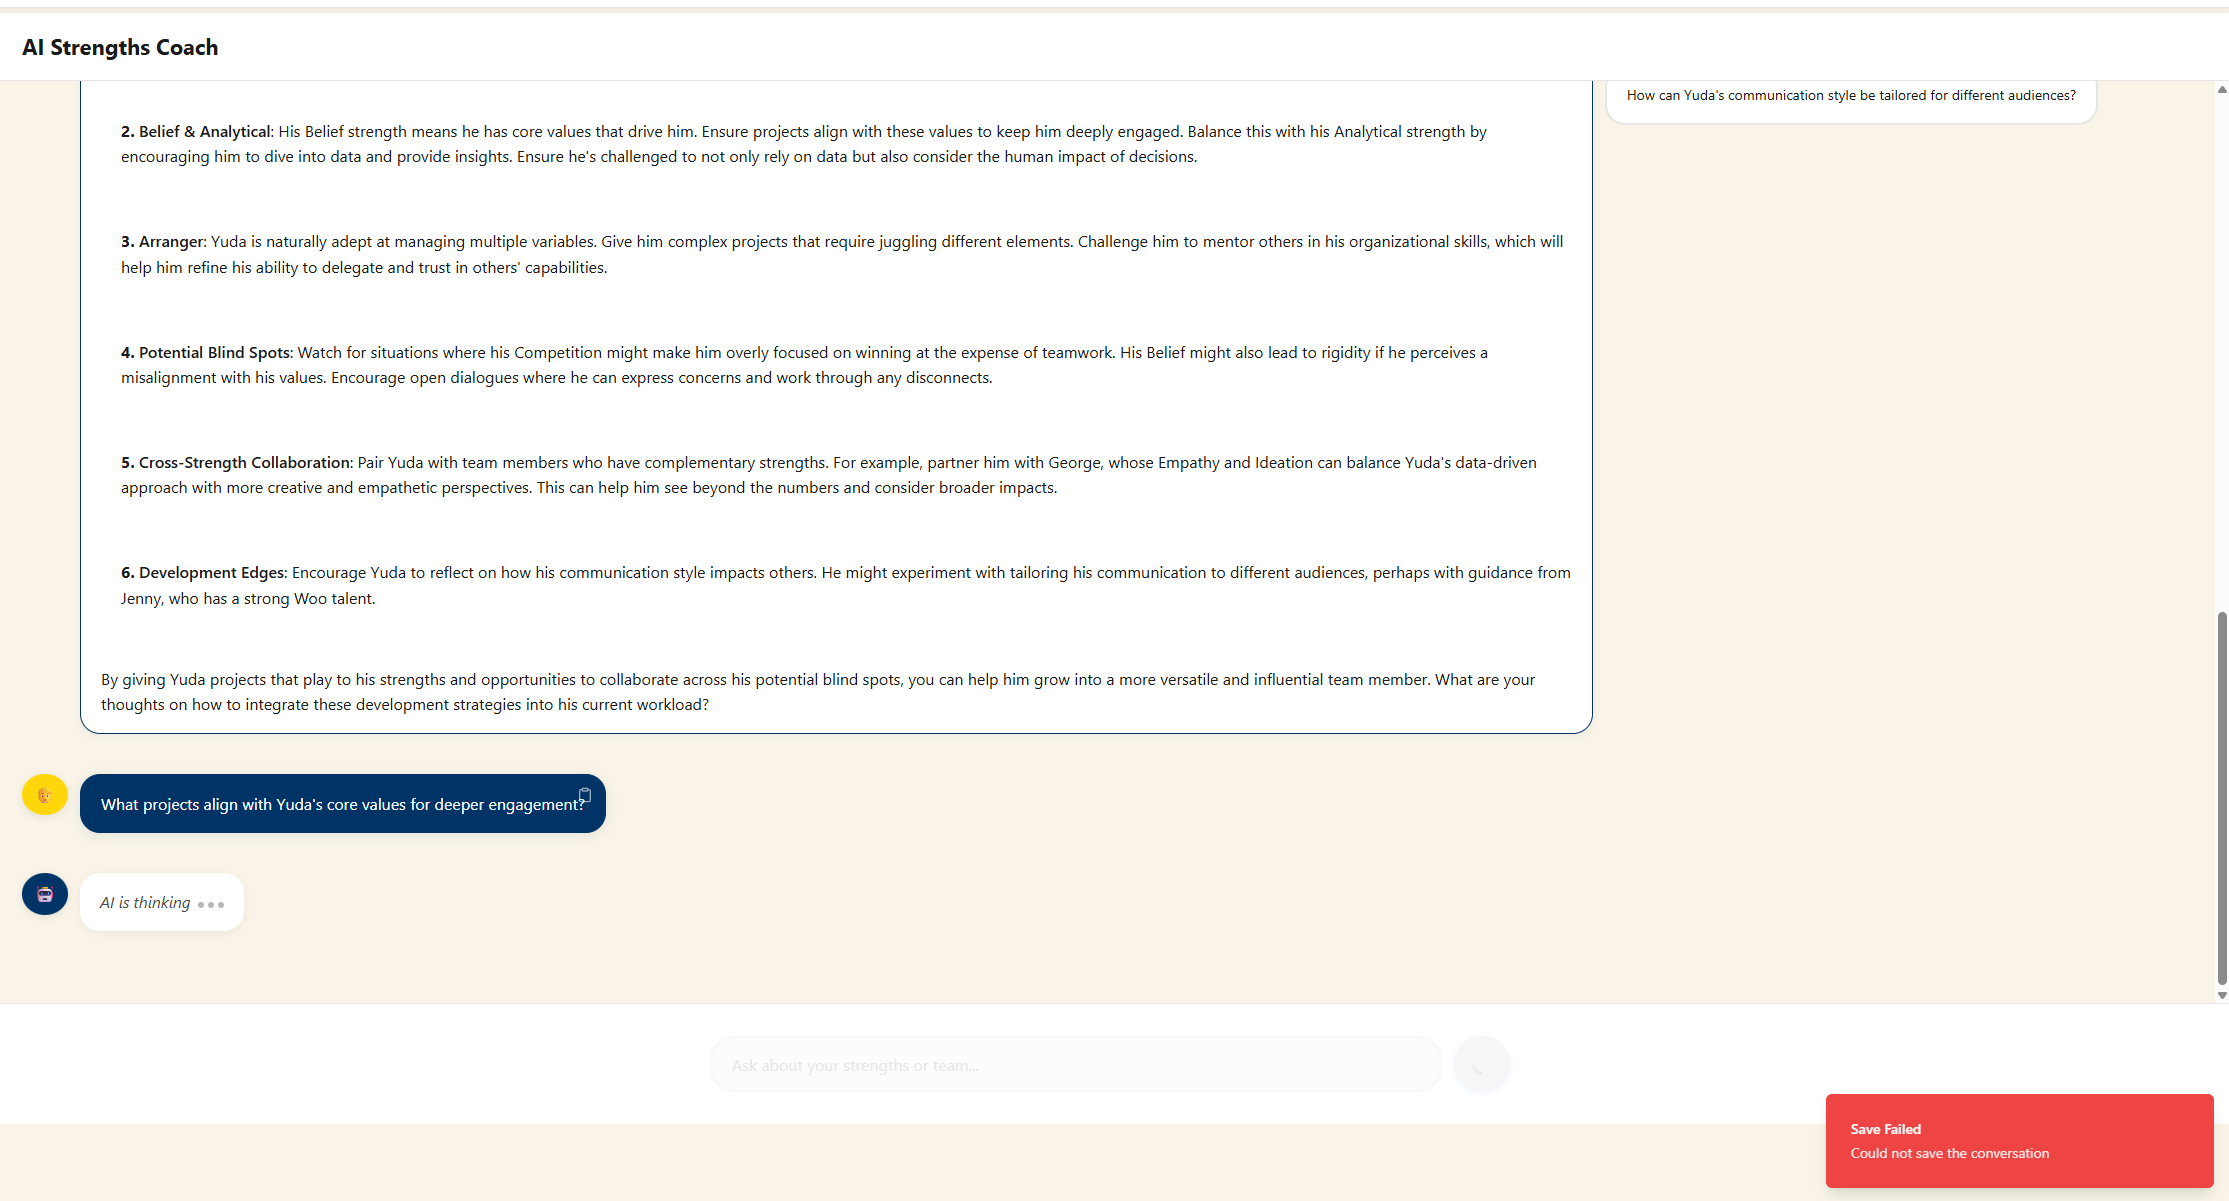 AI Strengths Coach
How can Yuda's communication style be tailored for different audiences?
2. Belief & Analytical: His Belief strength means he has core values that drive him. Ensure projects align with these values to keep him deeply engaged. Balance this with his Analytical strength by
encouraging him to dive into data and provide insights. Ensure he's challenged to not only rely on data but also consider the human impact of decisions.
3. Arranger: Yuda is naturally adept at managing multiple variables. Give him complex projects that require juggling different elements. Challenge him to mentor others in his organizational skills, which will
help him refine his ability to delegate and trust in others' capabilities.
4. Potential Blind Spots: Watch for situations where his Competition might make him overly focused on winning at the expense of teamwork. His Belief might also lead to rigidity if he perceives a
misalignment with his values. Encourage open dialogues where he can express concerns and work through any disconnects.
5. Cross-Strength Collaboration: Pair Yuda with team members who have complementary strengths. For example, partner him with George, whose Empathy and Ideation can balance Yuda's data-driven
approach with more creative and empathetic perspectives. This can help him see beyond the numbers and consider broader impacts.
6. Development Edges: Encourage Yuda to reflect on how his communication style impacts others. He might experiment with tailoring his communication to different audiences, perhaps with guidance from
Jenny, who has a strong Woo talent.
By giving Yuda projects that play to his strengths and opportunities to collaborate across his potential blind spots, you can help him grow into a more versatile and influential team member. What are your
thoughts on how to integrate these development strategies into his current workload?
What projects align with Yuda's core values for deeper engagement?
AI is thinking
Ask about your strengths or team...
Save Failed
Could not save the conversation